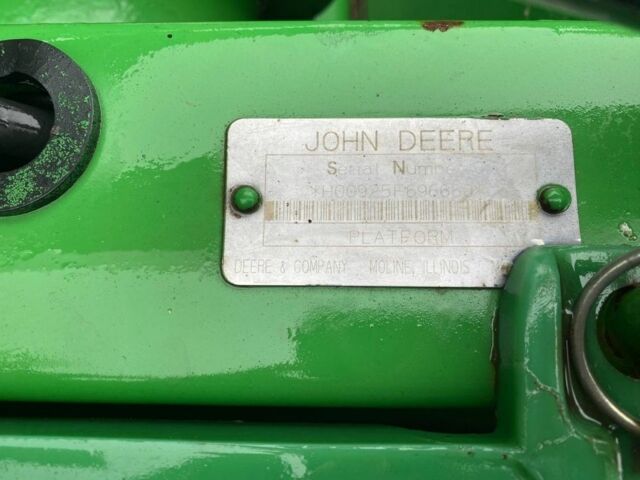 JOHN DEERE
Serial Number
PLATFORM
DEERE & COMPANY MOLINE, ILLINOIS